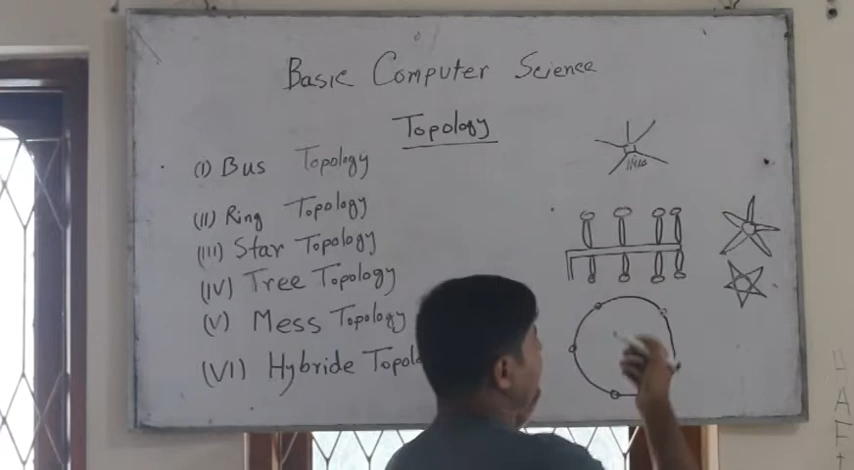 Basic Computer Science
Topology
(I) Bus Topology
(II) Ring Topology
(III) Star Topology
(IV) Tree Topology
(V) Mess Topology
(VI) Hybride Topol